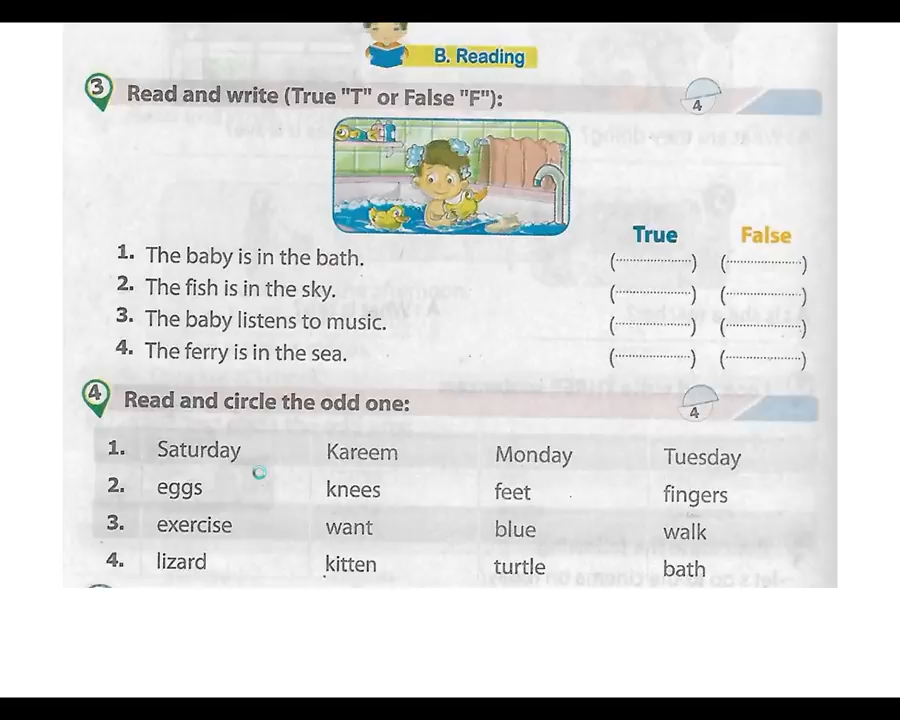 B. Reading
3 Read and write (True "T" or False "F"):
4
True False
1. The baby is in the bath. (..................) (..................)
2. The fish is in the sky. (..................) (..................)
3. The baby listens to music. (..................) (..................)
4. The ferry is in the sea. (..................) (..................)
4 Read and circle the odd one:
4
1. Saturday Kareem Monday Tuesday
2. eggs knees feet fingers
3. exercise want blue walk
4. lizard kitten turtle bath